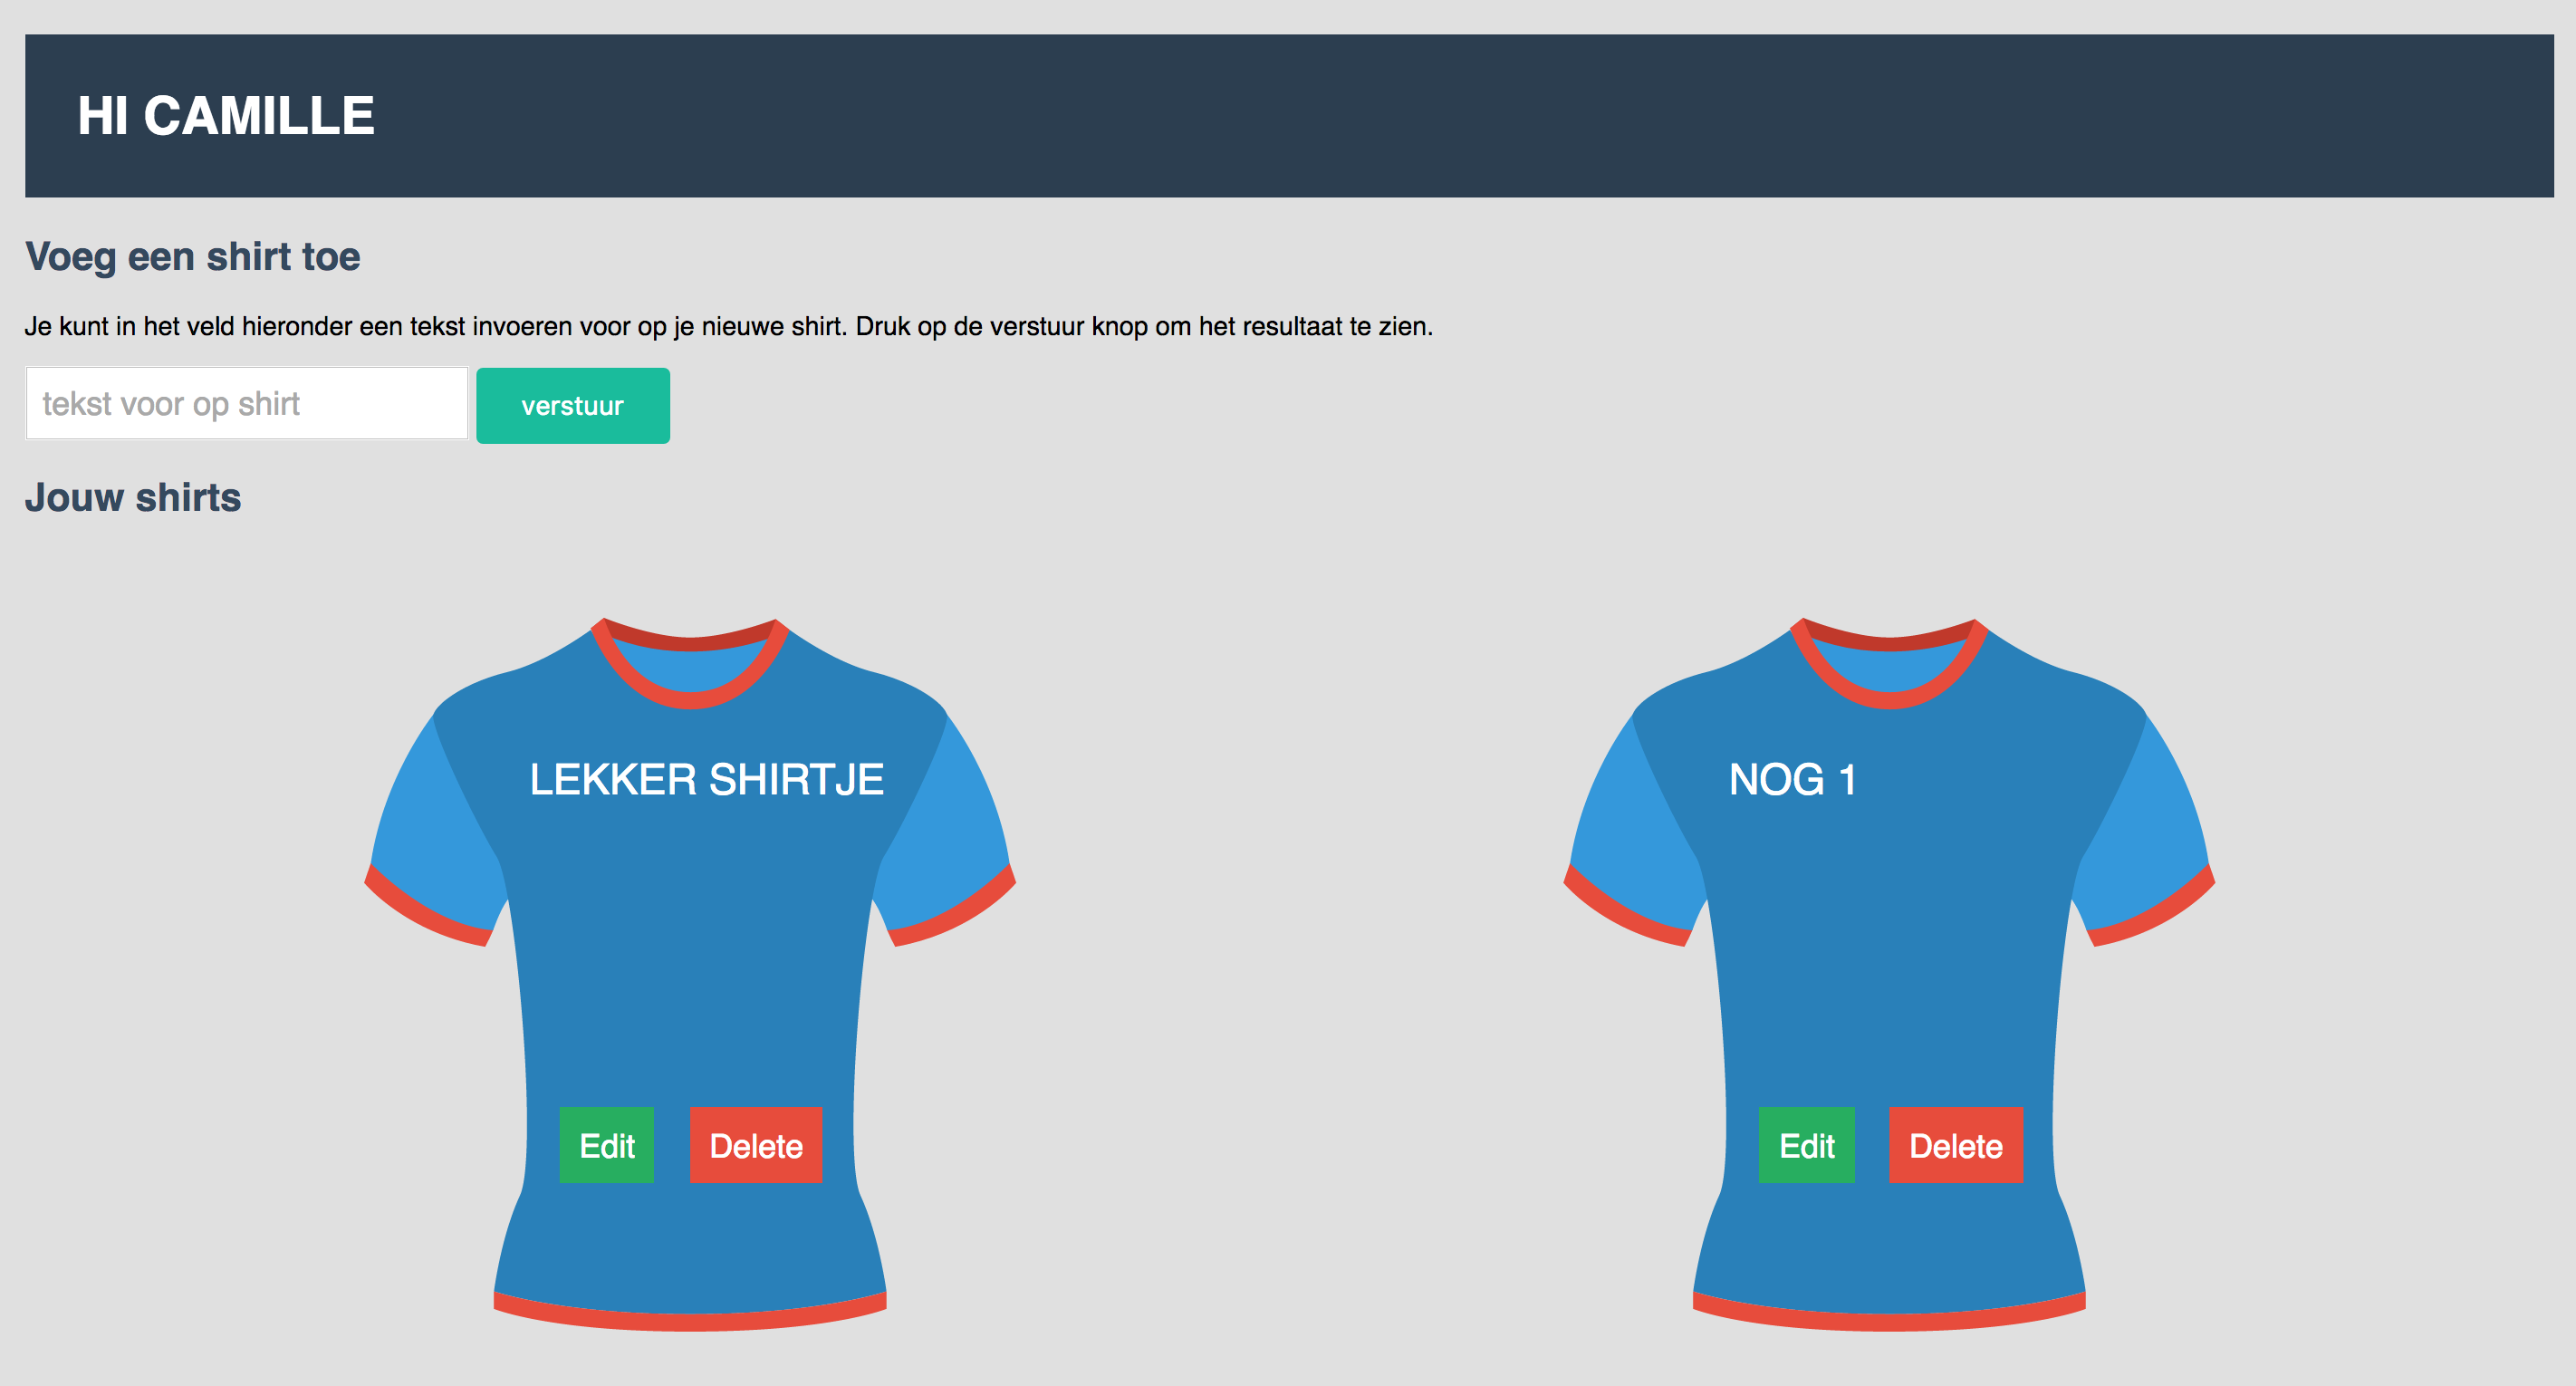 HI CAMILLE
Voeg een shirt toe
Je kunt in het veld hieronder een tekst invoeren voor op je nieuwe shirt. Druk op de verstuur knop om het resultaat te zien.
tekst voor op shirt
verstuur
Jouw shirts
LEKKER SHIRTJE
Edit Delete
NOG 1
Edit Delete